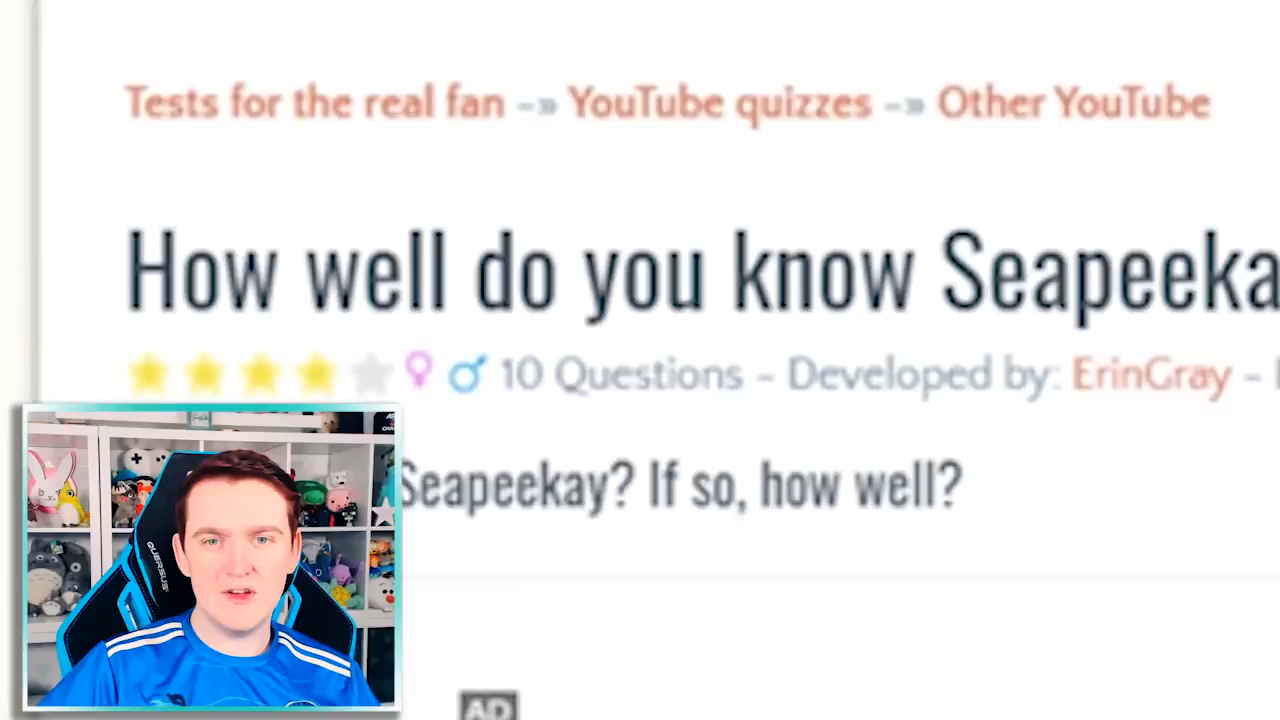 Tests for the real fan -» YouTube quizzes -» Other YouTube
How well do you know Seapeeka
10 Questions - Developed by: ErinGray -
Seapeekay? If so, how well?
QUERSUS
AD